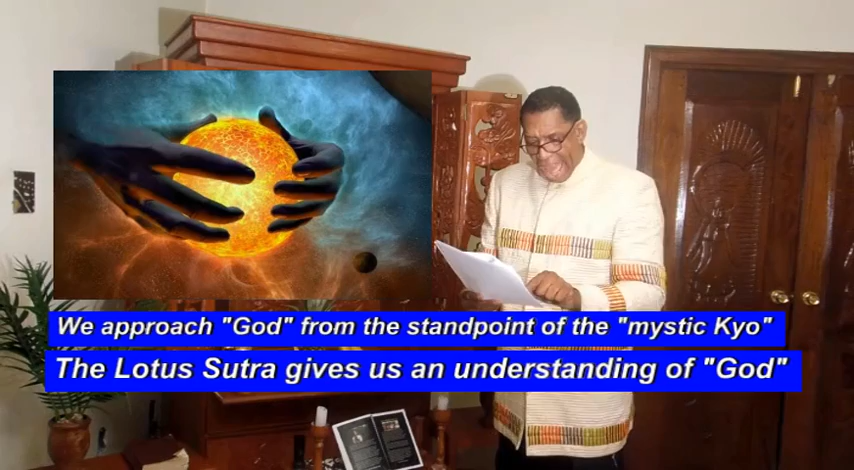 We approach "God" from the standpoint of the "mystic Kyo"
The Lotus Sutra gives us an understanding of "God"